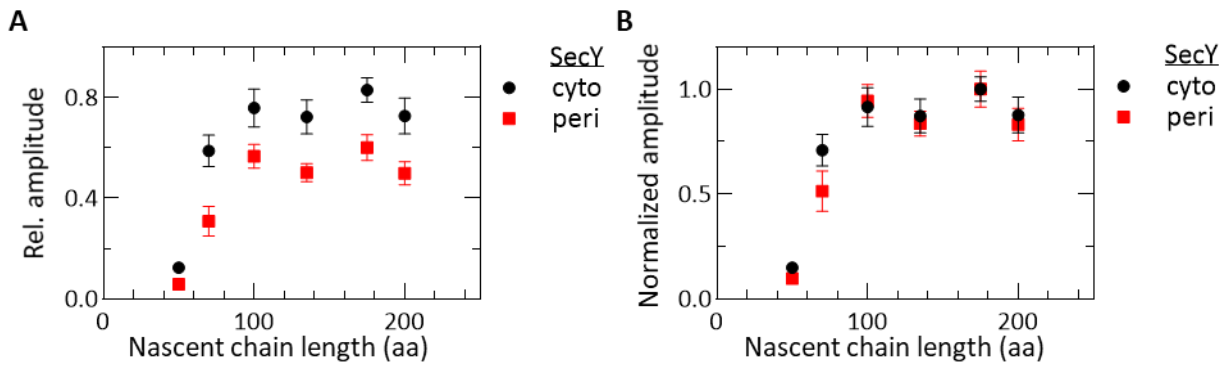 A
Rel. amplitude
0.8
0.4
0.0
0
100
200
Nascent chain length (aa)
SecY
cyto
peri
B
Normalized amplitude
1.0
0.5
0.0
0
100
200
Nascent chain length (aa)
SecY
cyto
peri